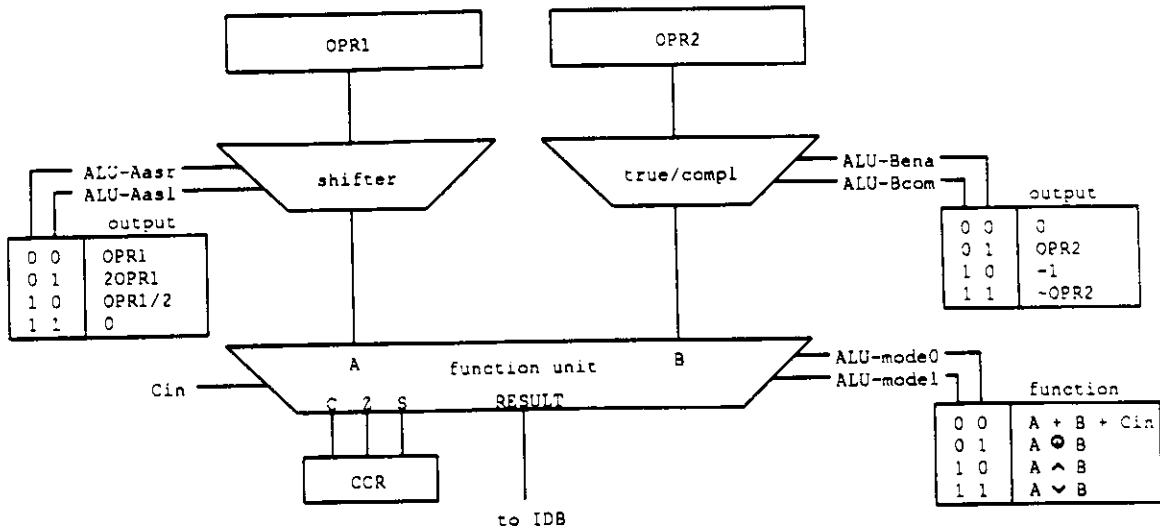 OPR1
OPR2
ALU-Aasr
ALU-Aasl
shifter
true/compl
ALU-Bena
ALU-Bcom
output
0 0 OPR1
0 1 2OPR1
1 0 OPR1/2
1 1 0
output
0 0 0
0 1 OPR2
1 0 -1
1 1 ~OPR2
A
function unit
B
Cin
C Z S
RESULT
ALU-mode0
ALU-mode1
CCR
to IDB
function
0 0 A + B + Cin
0 1 A ⊕ B
1 0 A ∧ B
1 1 A ∨ B